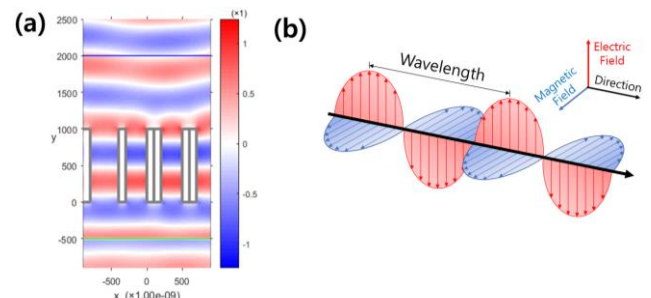 (a)
(×1)
2500
2000
1500
1000
y
500
0
-500
1
0.5
0
-0.5
-1
-500 0 500
x (×1.00e-09)
(b)
Wavelength
Electric
Field
Magnetic
Field
Direction